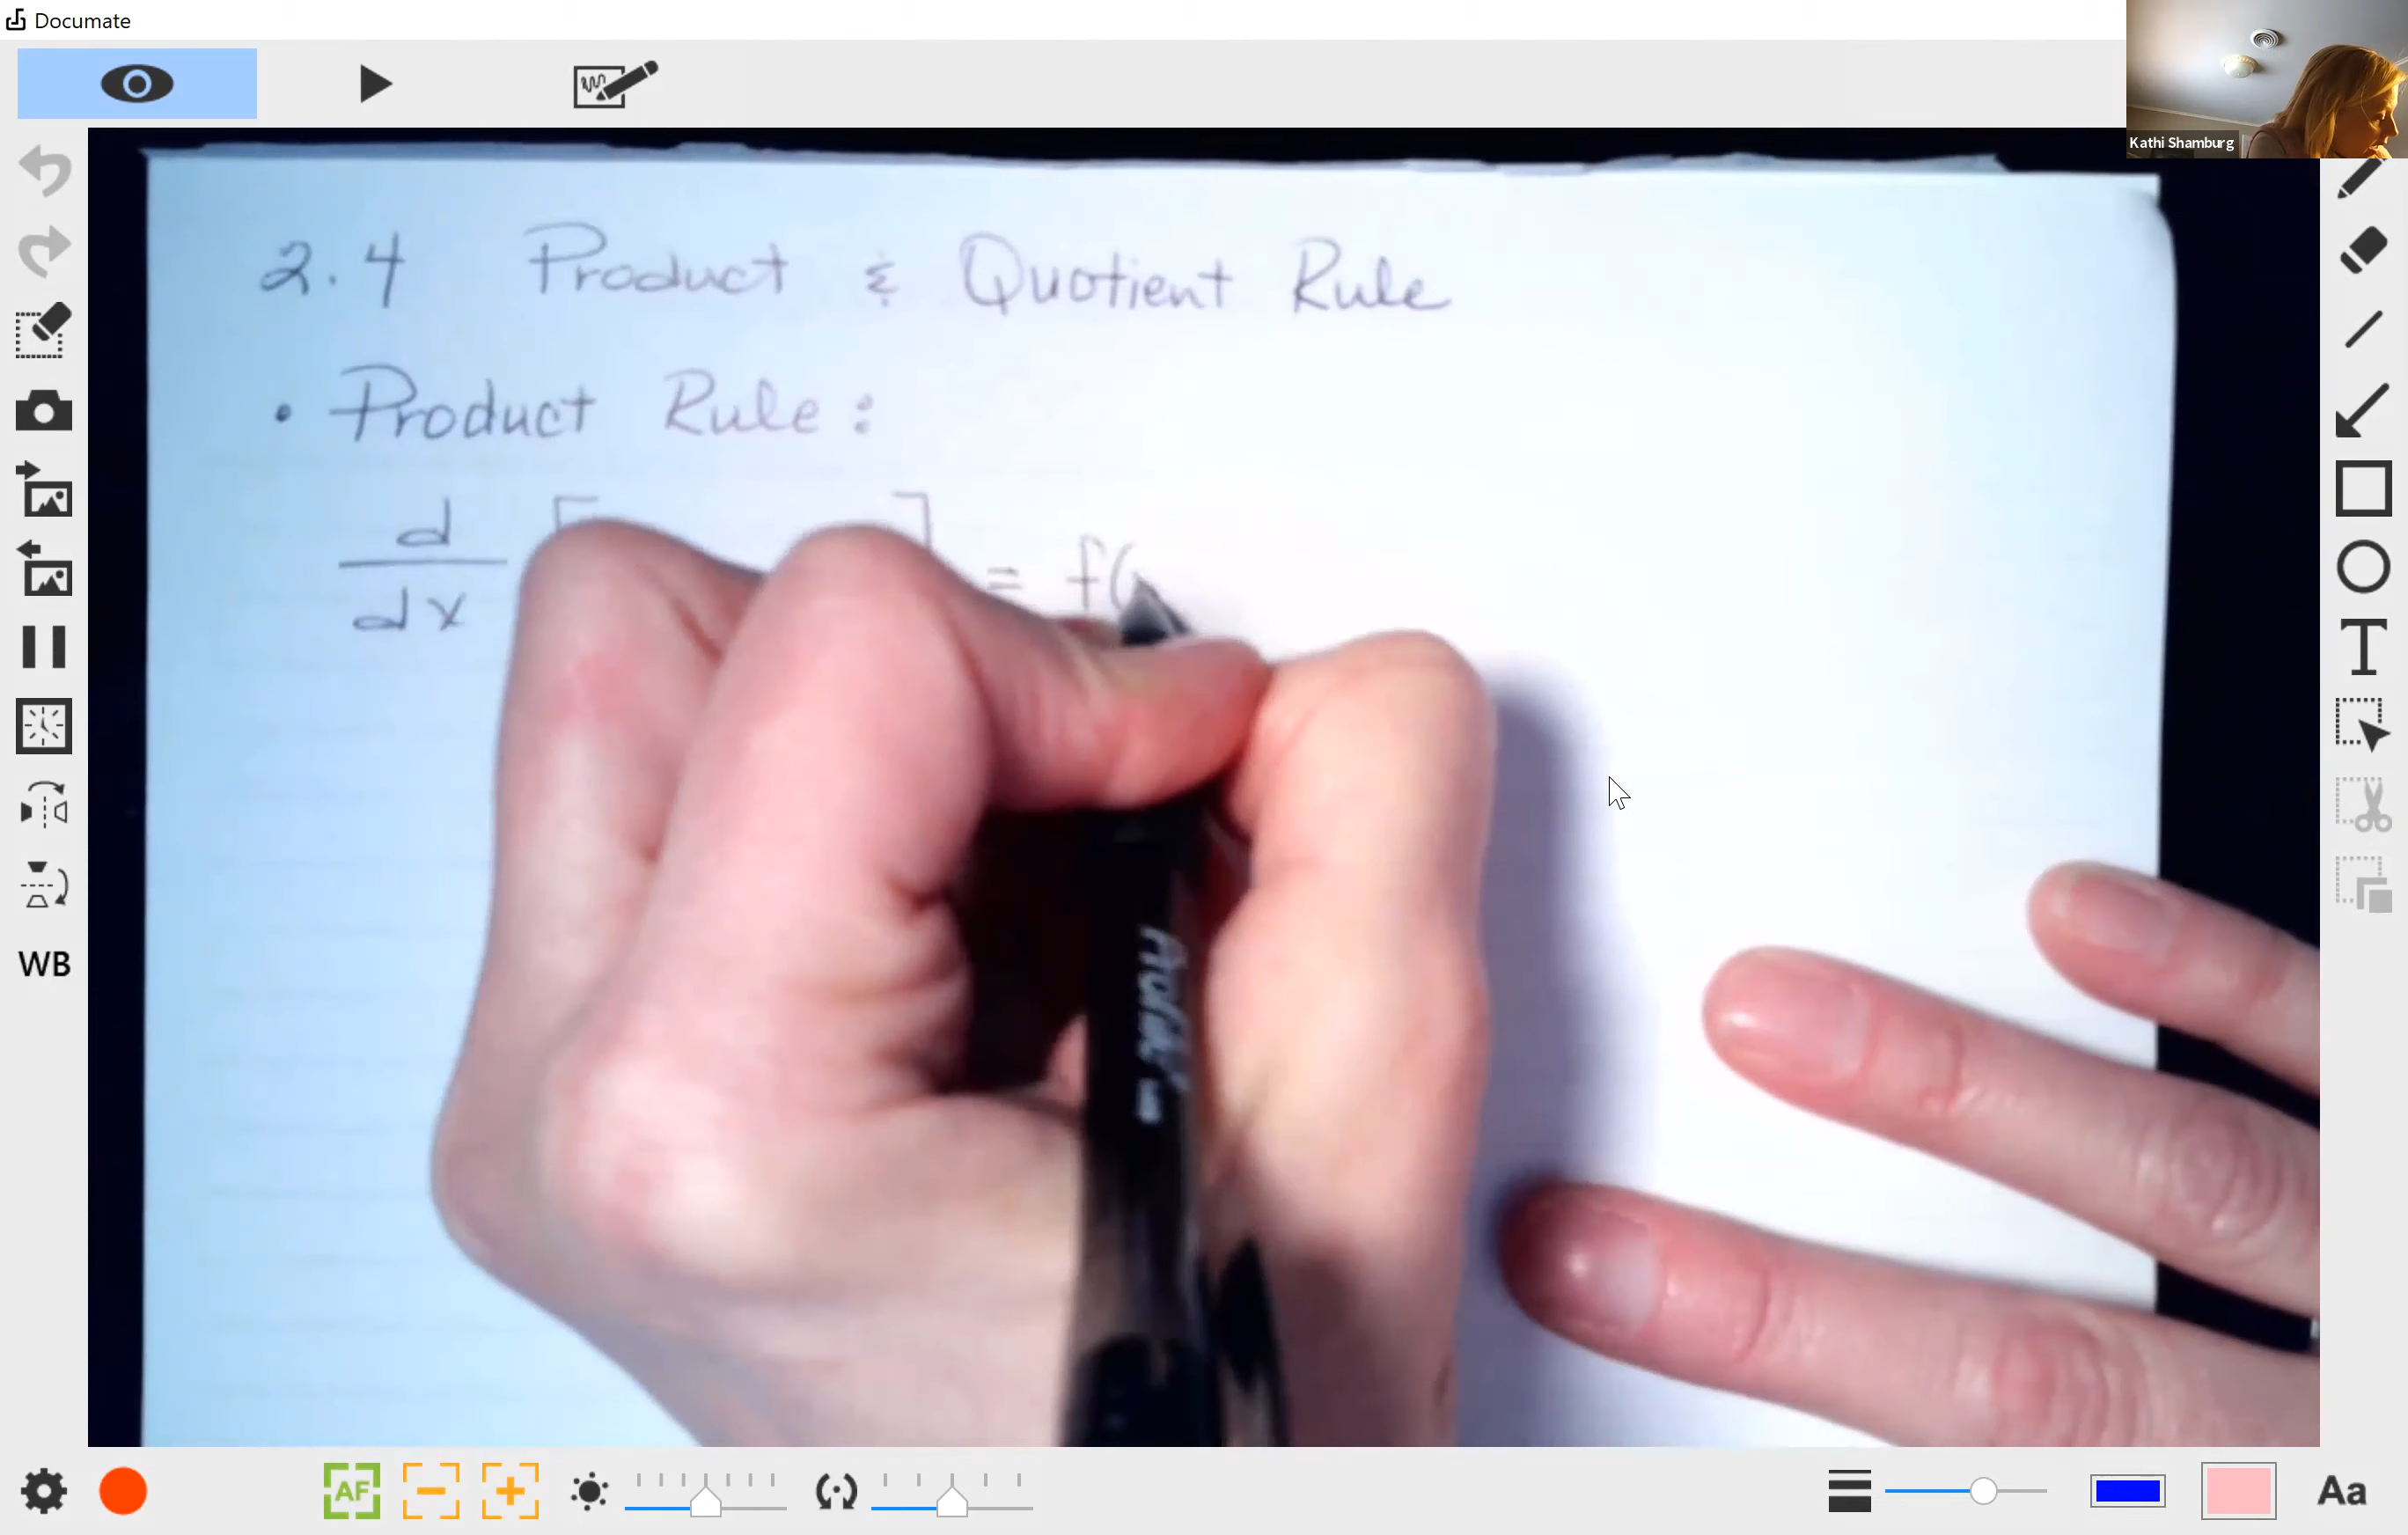 Documate
Kathi Shamburg
2.4 Product & Quotient Rule
• Product Rule:
d
dx
[ ] = f(
T
WB
AF
Aa